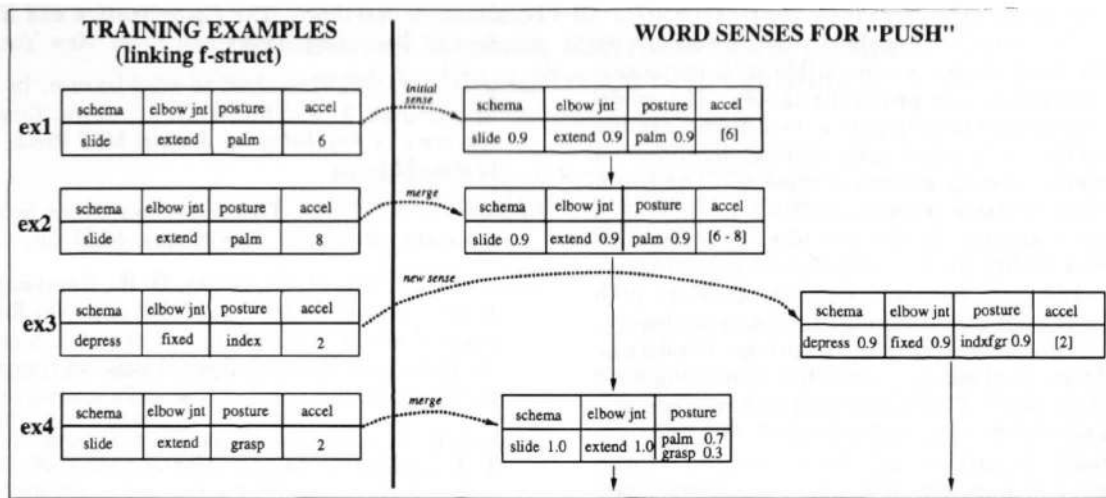 TRAINING EXAMPLES
(linking f-struct)
WORD SENSES FOR "PUSH"
ex1
schema elbow jnt posture accel
slide extend palm 6
initial
sense
schema elbow jnt posture accel
slide 0.9 extend 0.9 palm 0.9 [6]
ex2
schema elbow jnt posture accel
slide extend palm 8
merge
schema elbow jnt posture accel
slide 0.9 extend 0.9 palm 0.9 [6 - 8]
new sense
ex3
schema elbow jnt posture accel
depress fixed index 2
schema elbow jnt posture accel
depress 0.9 fixed 0.9 indxfgr 0.9 [2]
ex4
schema elbow jnt posture accel
slide extend grasp 2
merge
schema elbow jnt posture
slide 1.0 extend 1.0 palm 0.7
grasp 0.3